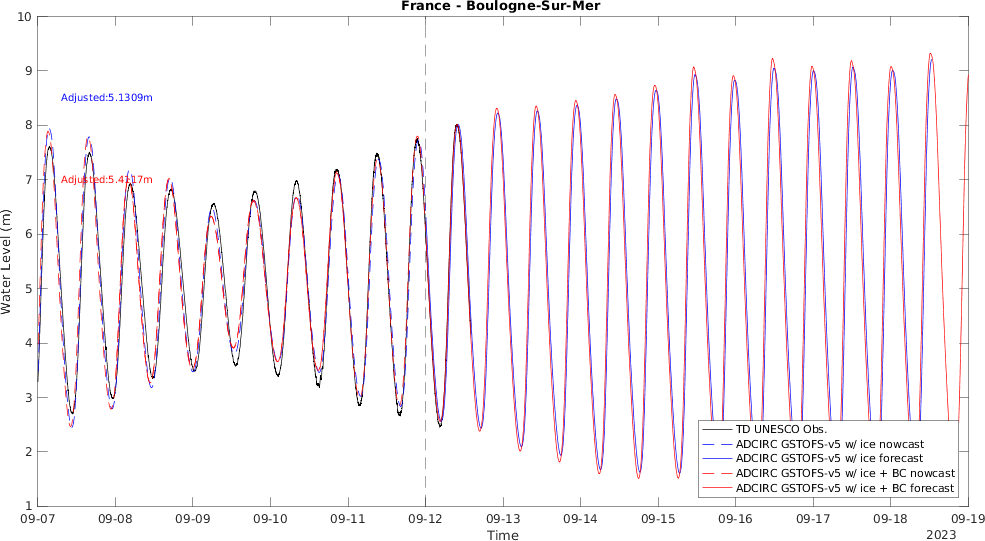 France - Boulogne-Sur-Mer
10
9
8
7
6
5
4
3
2
1
Water Level (m)
Adjusted:5.1309m
Adjusted:5.4117m
TD UNESCO Obs.
ADCIRC GSTOFS-v5 w/ ice nowcast
ADCIRC GSTOFS-v5 w/ ice forecast
ADCIRC GSTOFS-v5 w/ ice + BC nowcast
ADCIRC GSTOFS-v5 w/ ice + BC forecast
09-07 09-08 09-09 09-10 09-11 09-12 09-13 09-14 09-15 09-16 09-17 09-18 09-19
Time
2023